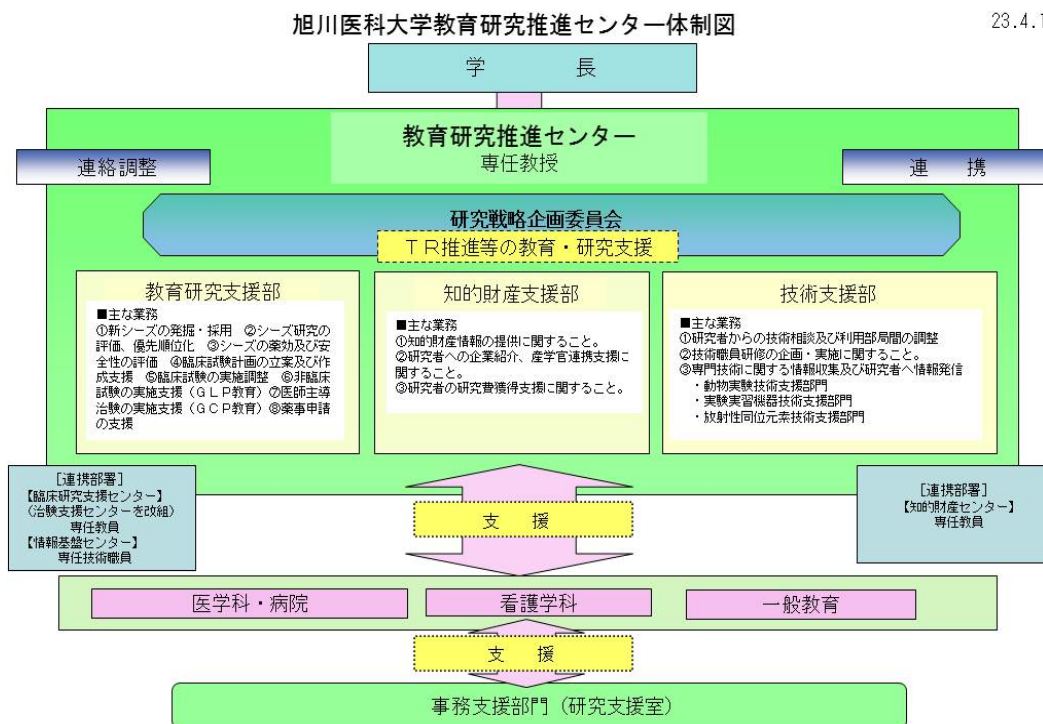 旭川医科大学教育研究推進センター体制図
23.4.1
学　　長
教育研究推進センター
専任教授
連絡調整
連　携
研究戦略企画委員会
ＴＲ推進等の教育・研究支援
教育研究支援部
■主な業務
①新シーズの発掘・採用　②シーズ研究の
評価、優先順位化　③シーズの薬効及び安
全性の評価　④臨床試験計画の立案及び作
成支援　⑤臨床試験の実施調整　⑥非臨床
試験の実施支援（ＧＬＰ教育）⑦医師主導
治験の実施支援（ＧＣＰ教育）⑧薬事申請
の支援
知的財産支援部
■主な業務
①知的財産情報の提供に関すること。
②研究者への企業紹介、産学官連携支援に
関すること。
③研究者の研究費獲得支援に関すること。
技術支援部
■主な業務
①研究者からの技術相談及び利用部局間の調整
②技術職員研修の企画・実施に関すること。
③専門技術に関する情報収集及び研究者へ情報発信
・動物実験技術支援部門
・実験実習機器技術支援部門
・放射性同位元素技術支援部門
［連携部署］
【臨床研究支援センター】
（治験支援センターを改組）
専任教員
【情報基盤センター】
専任技術職員
支　援
［連携部署］
【知的財産センター】
専任教員
医学科・病院
看護学科
一般教育
支　援
事務支援部門（研究支援室）